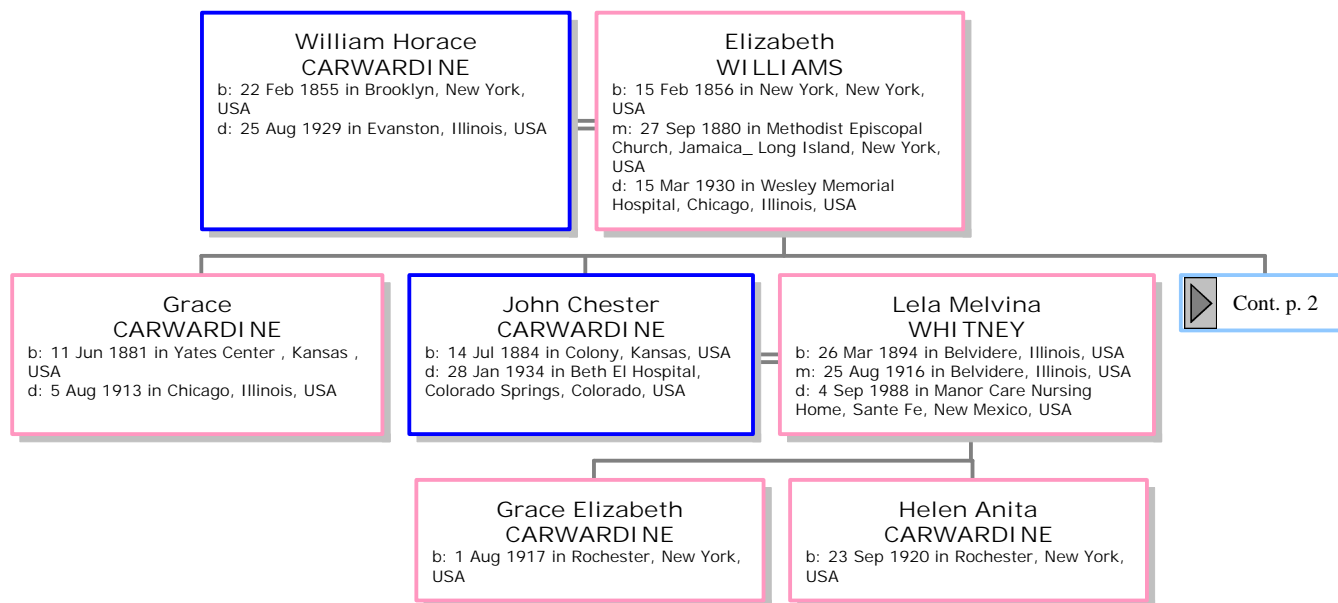 William Horace
CARWARDINE
b: 22 Feb 1855 in Brooklyn, New York,
USA
d: 25 Aug 1929 in Evanston, Illinois, USA
Elizabeth
WILLIAMS
b: 15 Feb 1856 in New York, New York,
USA
m: 27 Sep 1880 in Methodist Episcopal
Church, Jamaica_ Long Island, New York,
USA
d: 15 Mar 1930 in Wesley Memorial
Hospital, Chicago, Illinois, USA
Grace
CARWARDINE
b: 11 Jun 1881 in Yates Center , Kansas ,
USA
d: 5 Aug 1913 in Chicago, Illinois, USA
John Chester
CARWARDINE
b: 14 Jul 1884 in Colony, Kansas, USA
d: 28 Jan 1934 in Beth El Hospital,
Colorado Springs, Colorado, USA
Lela Melvina
WHITNEY
b: 26 Mar 1894 in Belvidere, Illinois, USA
m: 25 Aug 1916 in Belvidere, Illinois, USA
d: 4 Sep 1988 in Manor Care Nursing
Home, Sante Fe, New Mexico, USA
Cont. p. 2
Grace Elizabeth
CARWARDINE
b: 1 Aug 1917 in Rochester, New York,
USA
Helen Anita
CARWARDINE
b: 23 Sep 1920 in Rochester, New York,
USA